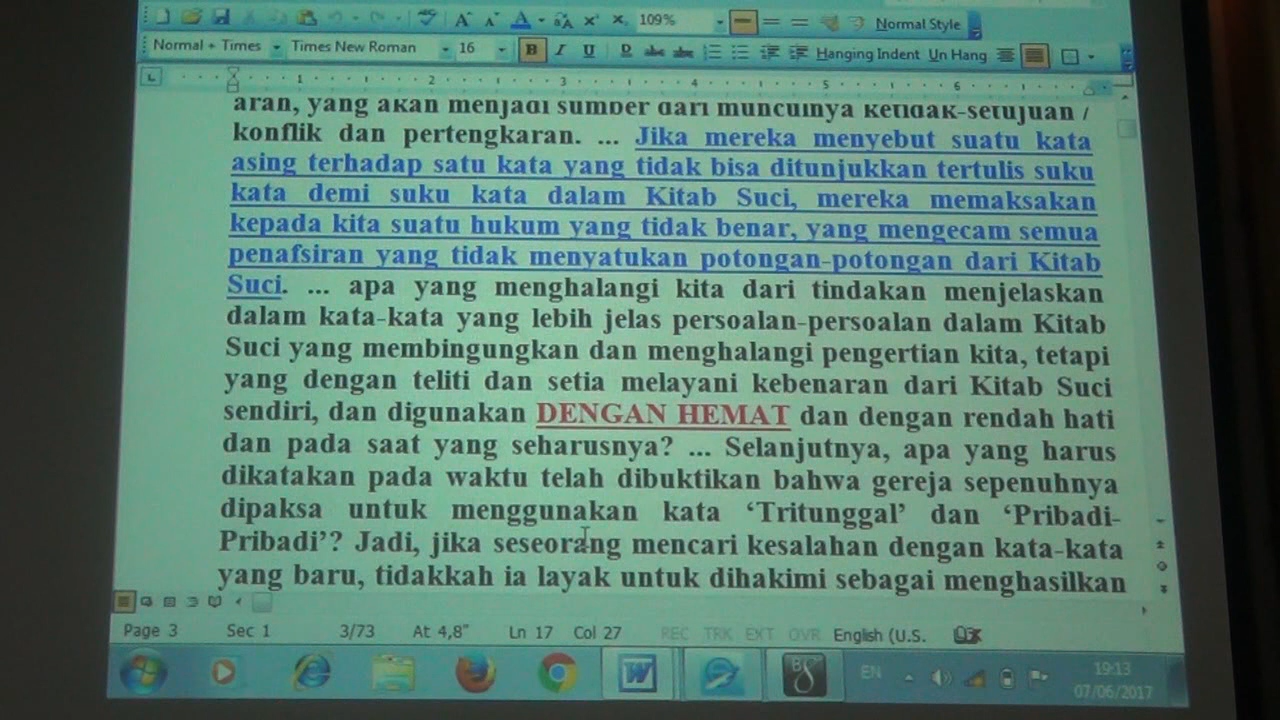 109% Normal Style
Normal + Times Times New Roman 16 B I U Hanging Indent Un Hang
1 2 3 4 5 6
aran, yang akan menjadi sumber dari munculnya ketidak-setujuan /
konflik dan pertengkaran. ... Jika mereka menyebut suatu kata
asing terhadap satu kata yang tidak bisa ditunjukkan tertulis suku
kata demi suku kata dalam Kitab Suci, mereka memaksakan
kepada kita suatu hukum yang tidak benar, yang mengecam semua
penafsiran yang tidak menyatukan potongan-potongan dari Kitab
Suci. ... apa yang menghalangi kita dari tindakan menjelaskan
dalam kata-kata yang lebih jelas persoalan-persoalan dalam Kitab
Suci yang membingungkan dan menghalangi pengertian kita, tetapi
yang dengan teliti dan setia melayani kebenaran dari Kitab Suci
sendiri, dan digunakan DENGAN HEMAT dan dengan rendah hati
dan pada saat yang seharusnya? ... Selanjutnya, apa yang harus
dikatakan pada waktu telah dibuktikan bahwa gereja sepenuhnya
dipaksa untuk menggunakan kata ‘Tritunggal’ dan ‘Pribadi-
Pribadi’? Jadi, jika seseorang mencari kesalahan dengan kata-kata
yang baru, tidakkah ia layak untuk dihakimi sebagai menghasilkan
Page 3 Sec 1 3/73 At 4,8" Ln 17 Col 27 REC TRK EXT OVR English (U.S.
EN 19:13
07/06/2017